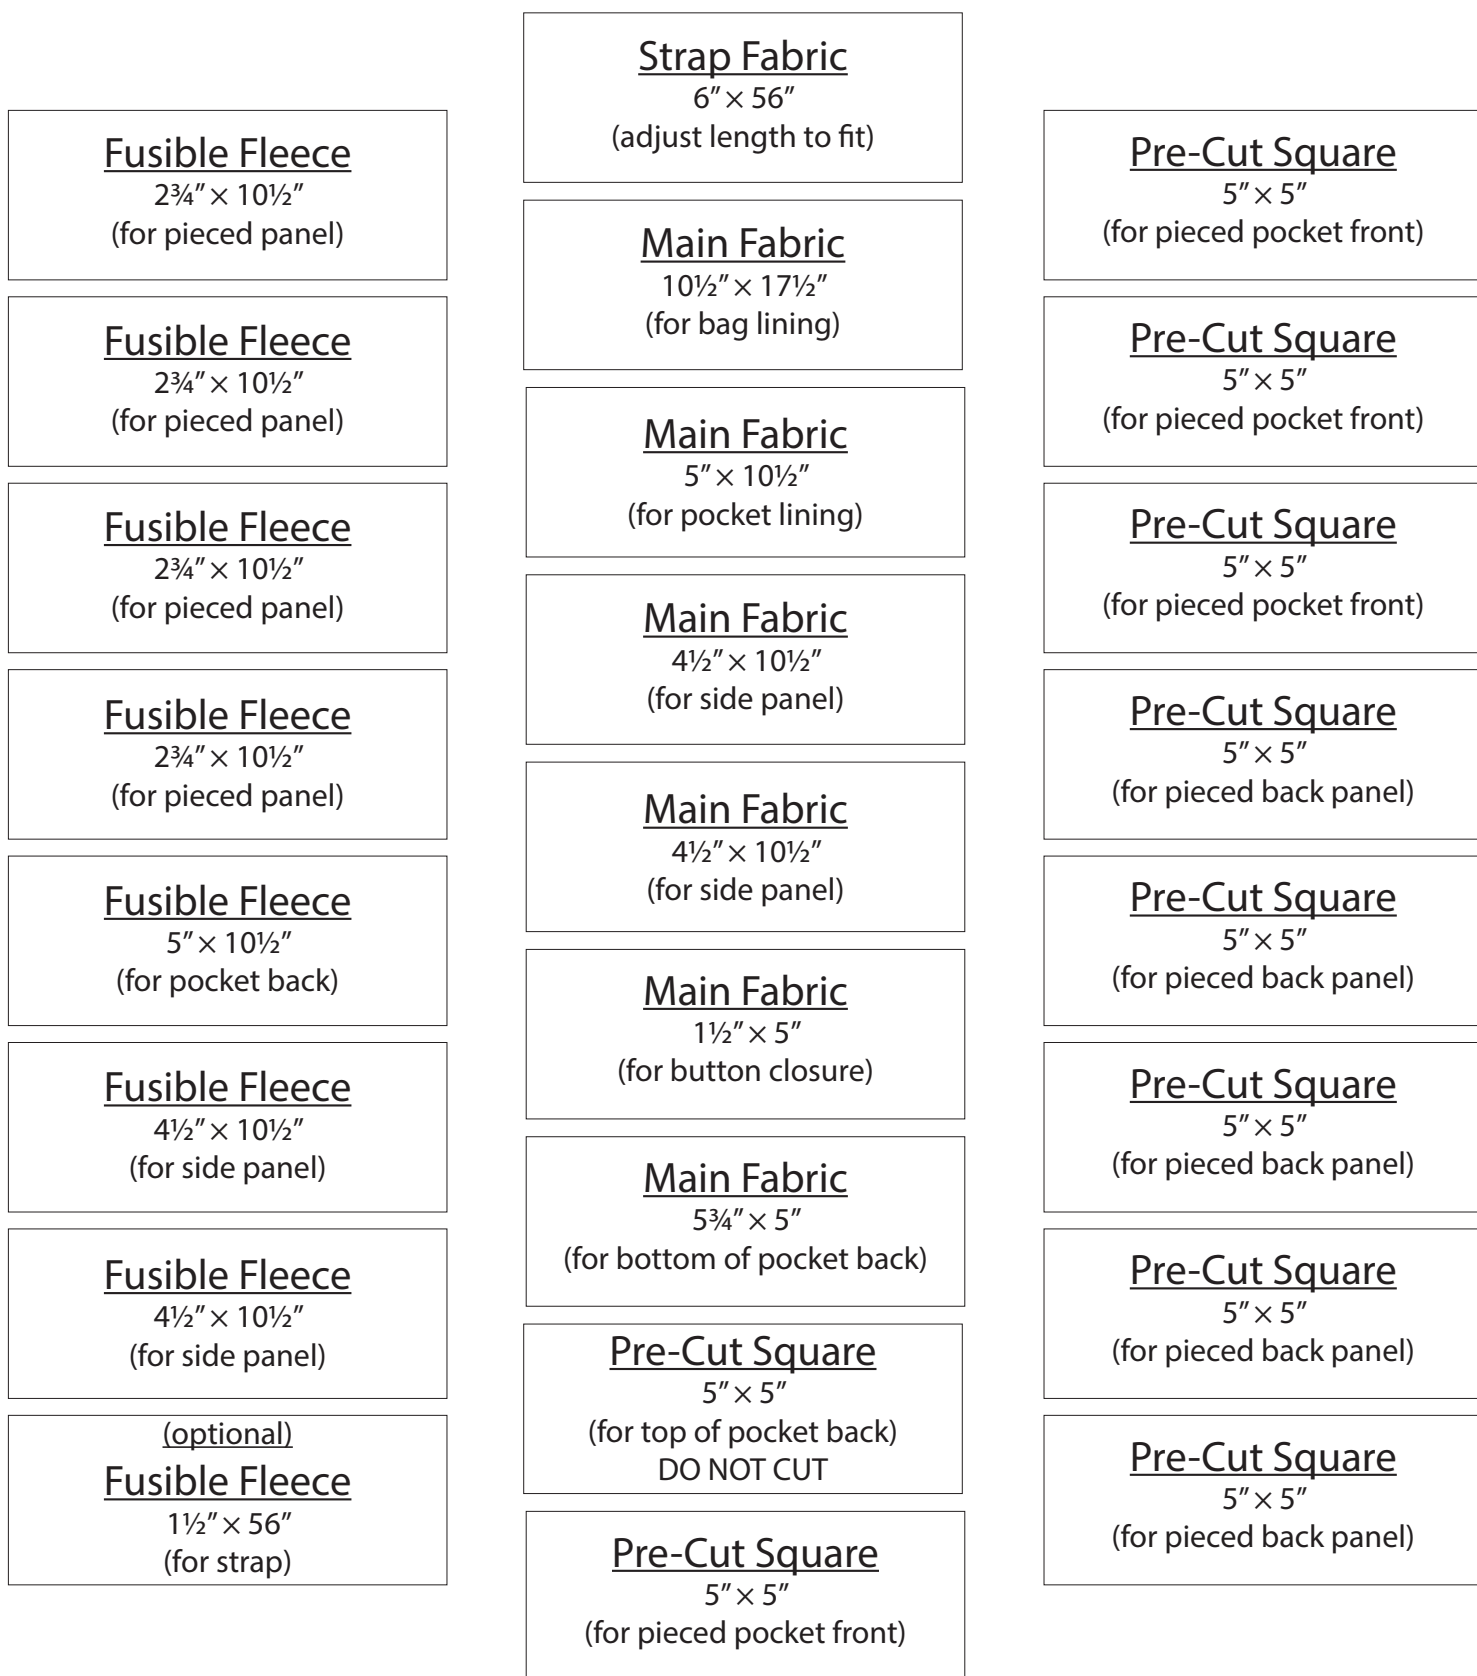 Fusible Fleece
2¾″ × 10½″
(for pieced panel)
Fusible Fleece
2¾″ × 10½″
(for pieced panel)
Fusible Fleece
2¾″ × 10½″
(for pieced panel)
Fusible Fleece
2¾″ × 10½″
(for pieced panel)
Fusible Fleece
5″ × 10½″
(for pocket back)
Fusible Fleece
4½″ × 10½″
(for side panel)
Fusible Fleece
4½″ × 10½″
(for side panel)
(optional)
Fusible Fleece
1½″ × 56″
(for strap)
Strap Fabric
6″ × 56″
(adjust length to fit)
Main Fabric
10½″ × 17½″
(for bag lining)
Main Fabric
5″ × 10½″
(for pocket lining)
Main Fabric
4½″ × 10½″
(for side panel)
Main Fabric
4½″ × 10½″
(for side panel)
Main Fabric
1½″ × 5″
(for button closure)
Main Fabric
5¾″ × 5″
(for bottom of pocket back)
Pre-Cut Square
5″ × 5″
(for top of pocket back)
DO NOT CUT
Pre-Cut Square
5″ × 5″
(for pieced pocket front)
Pre-Cut Square
5″ × 5″
(for pieced pocket front)
Pre-Cut Square
5″ × 5″
(for pieced pocket front)
Pre-Cut Square
5″ × 5″
(for pieced pocket front)
Pre-Cut Square
5″ × 5″
(for pieced back panel)
Pre-Cut Square
5″ × 5″
(for pieced back panel)
Pre-Cut Square
5″ × 5″
(for pieced back panel)
Pre-Cut Square
5″ × 5″
(for pieced back panel)
Pre-Cut Square
5″ × 5″
(for pieced back panel)